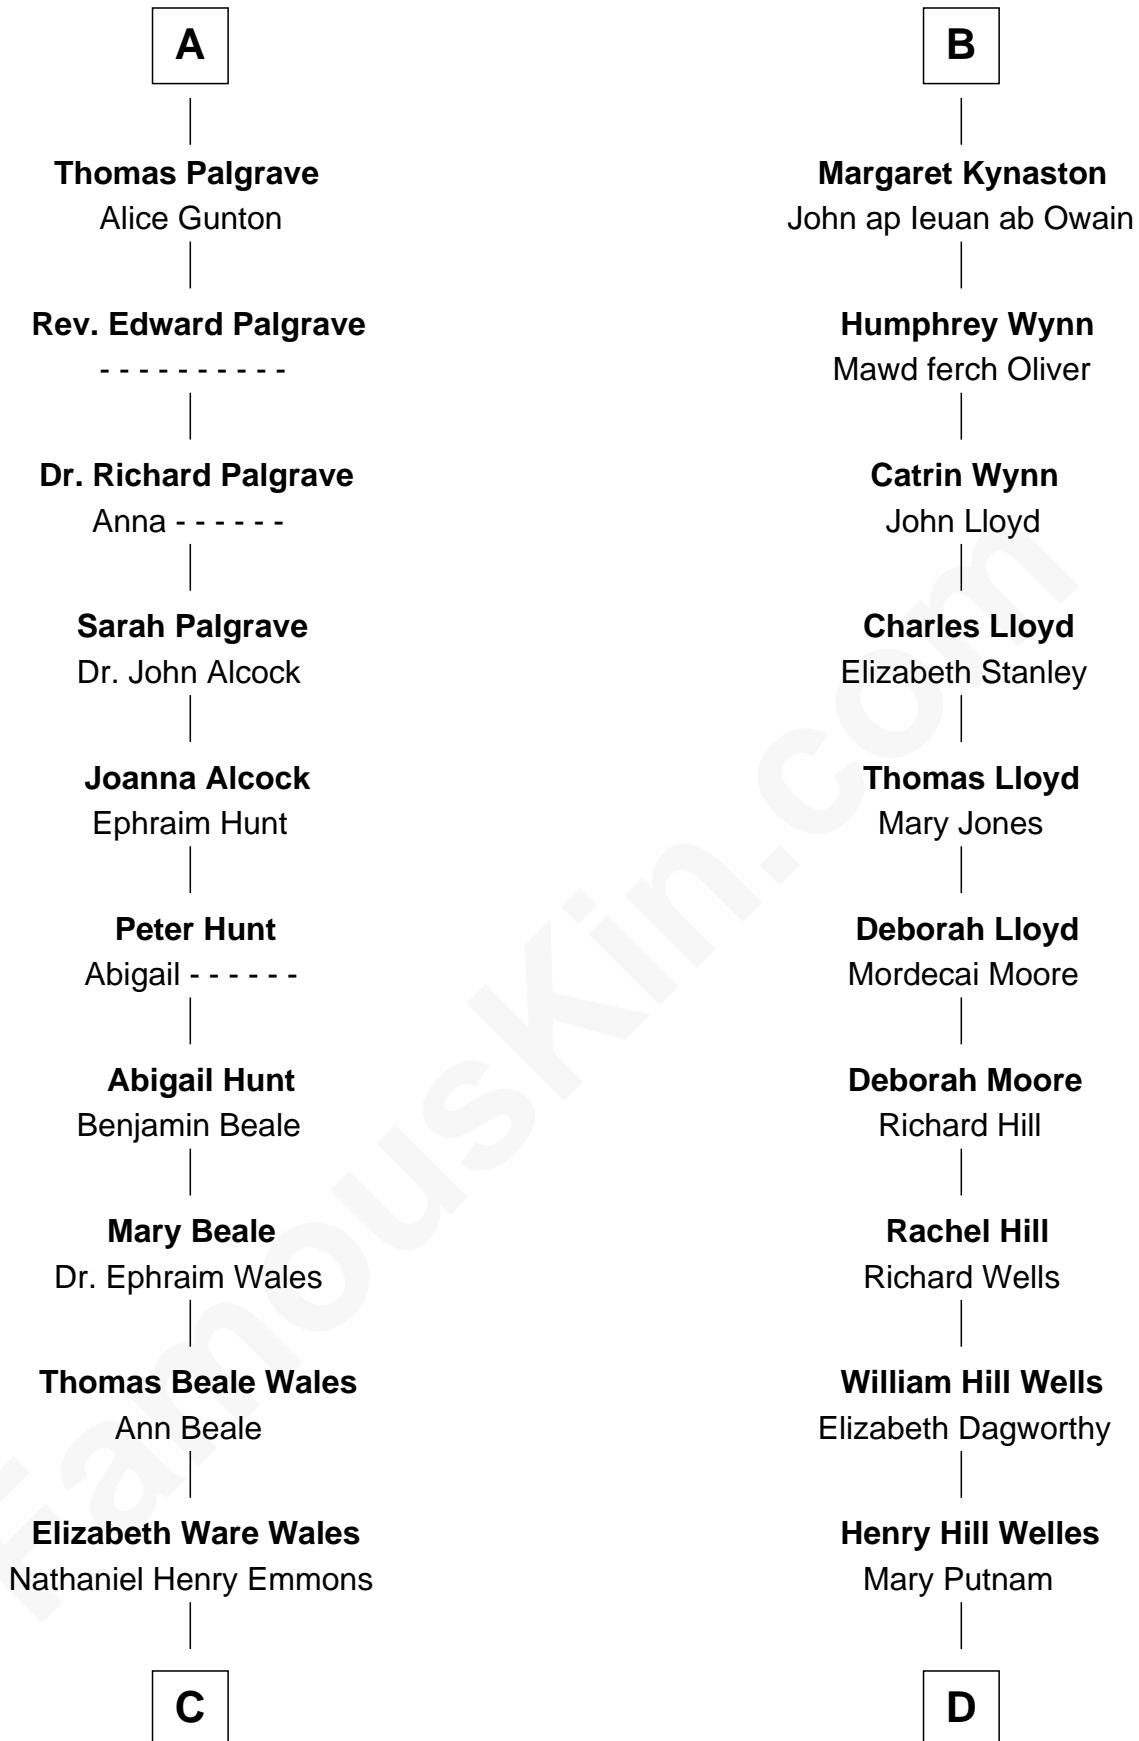 A
Thomas Palgrave
Alice Gunton
Rev. Edward Palgrave
- - - - - - - - - -
Dr. Richard Palgrave
Anna - - - - - -
Sarah Palgrave
Dr. John Alcock
Joanna Alcock
Ephraim Hunt
Peter Hunt
Abigail - - - - - -
Abigail Hunt
Benjamin Beale
Mary Beale
Dr. Ephraim Wales
Thomas Beale Wales
Ann Beale
Elizabeth Ware Wales
Nathaniel Henry Emmons
C
B
Margaret Kynaston
John ap Ieuan ab Owain
Humphrey Wynn
Mawd ferch Oliver
Catrin Wynn
John Lloyd
Charles Lloyd
Elizabeth Stanley
Thomas Lloyd
Mary Jones
Deborah Lloyd
Mordecai Moore
Deborah Moore
Richard Hill
Rachel Hill
Richard Wells
William Hill Wells
Elizabeth Dagworthy
Henry Hill Welles
Mary Putnam
D
FamousKin.com